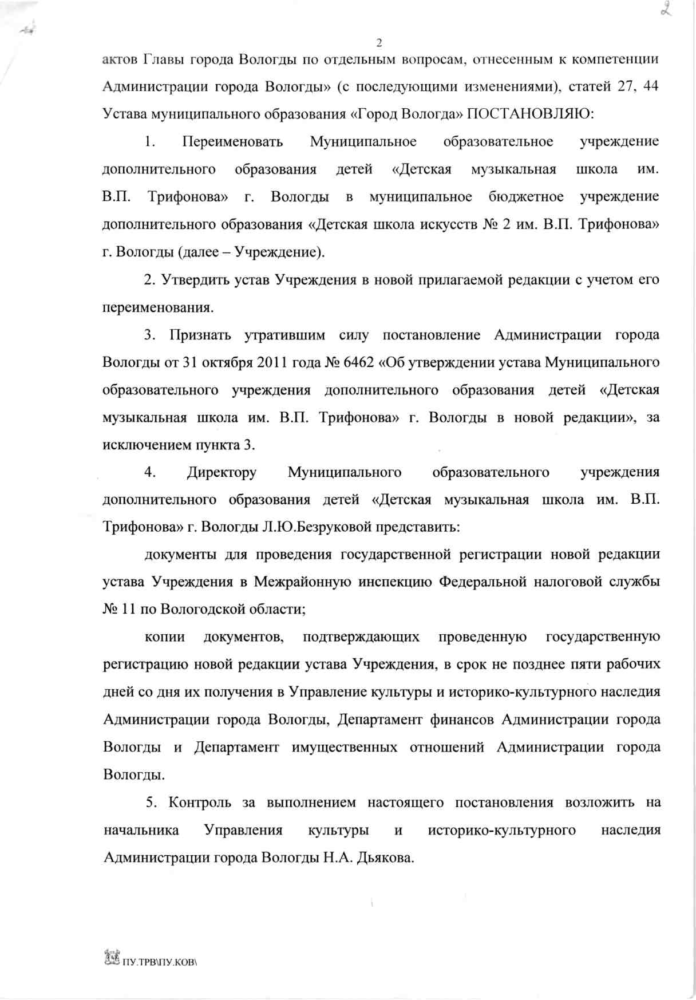 2
2
актов Главы города Вологды по отдельным вопросам, отнесенным к компетенции
Администрации города Вологды» (с последующими изменениями), статей 27, 44
Устава муниципального образования «Город Вологда» ПОСТАНОВЛЯЮ:
1. Переименовать Муниципальное образовательное учреждение
дополнительного образования детей «Детская музыкальная школа им.
В.П. Трифонова» г. Вологды в муниципальное бюджетное учреждение
дополнительного образования «Детская школа искусств № 2 им. В.П. Трифонова»
г. Вологды (далее – Учреждение).
2. Утвердить устав Учреждения в новой прилагаемой редакции с учетом его
переименования.
3. Признать утратившим силу постановление Администрации города
Вологды от 31 октября 2011 года № 6462 «Об утверждении устава Муниципального
образовательного учреждения дополнительного образования детей «Детская
музыкальная школа им. В.П. Трифонова» г. Вологды в новой редакции», за
исключением пункта 3.
4. Директору Муниципального образовательного учреждения
дополнительного образования детей «Детская музыкальная школа им. В.П.
Трифонова» г. Вологды Л.Ю.Безруковой представить:
документы для проведения государственной регистрации новой редакции
устава Учреждения в Межрайонную инспекцию Федеральной налоговой службы
№ 11 по Вологодской области;
копии документов, подтверждающих проведенную государственную
регистрацию новой редакции устава Учреждения, в срок не позднее пяти рабочих
дней со дня их получения в Управление культуры и историко-культурного наследия
Администрации города Вологды, Департамент финансов Администрации города
Вологды и Департамент имущественных отношений Администрации города
Вологды.
5. Контроль за выполнением настоящего постановления возложить на
начальника Управления культуры и историко-культурного наследия
Администрации города Вологды Н.А. Дьякова.
ПУ.ТРВ\ПУ.КОВ\